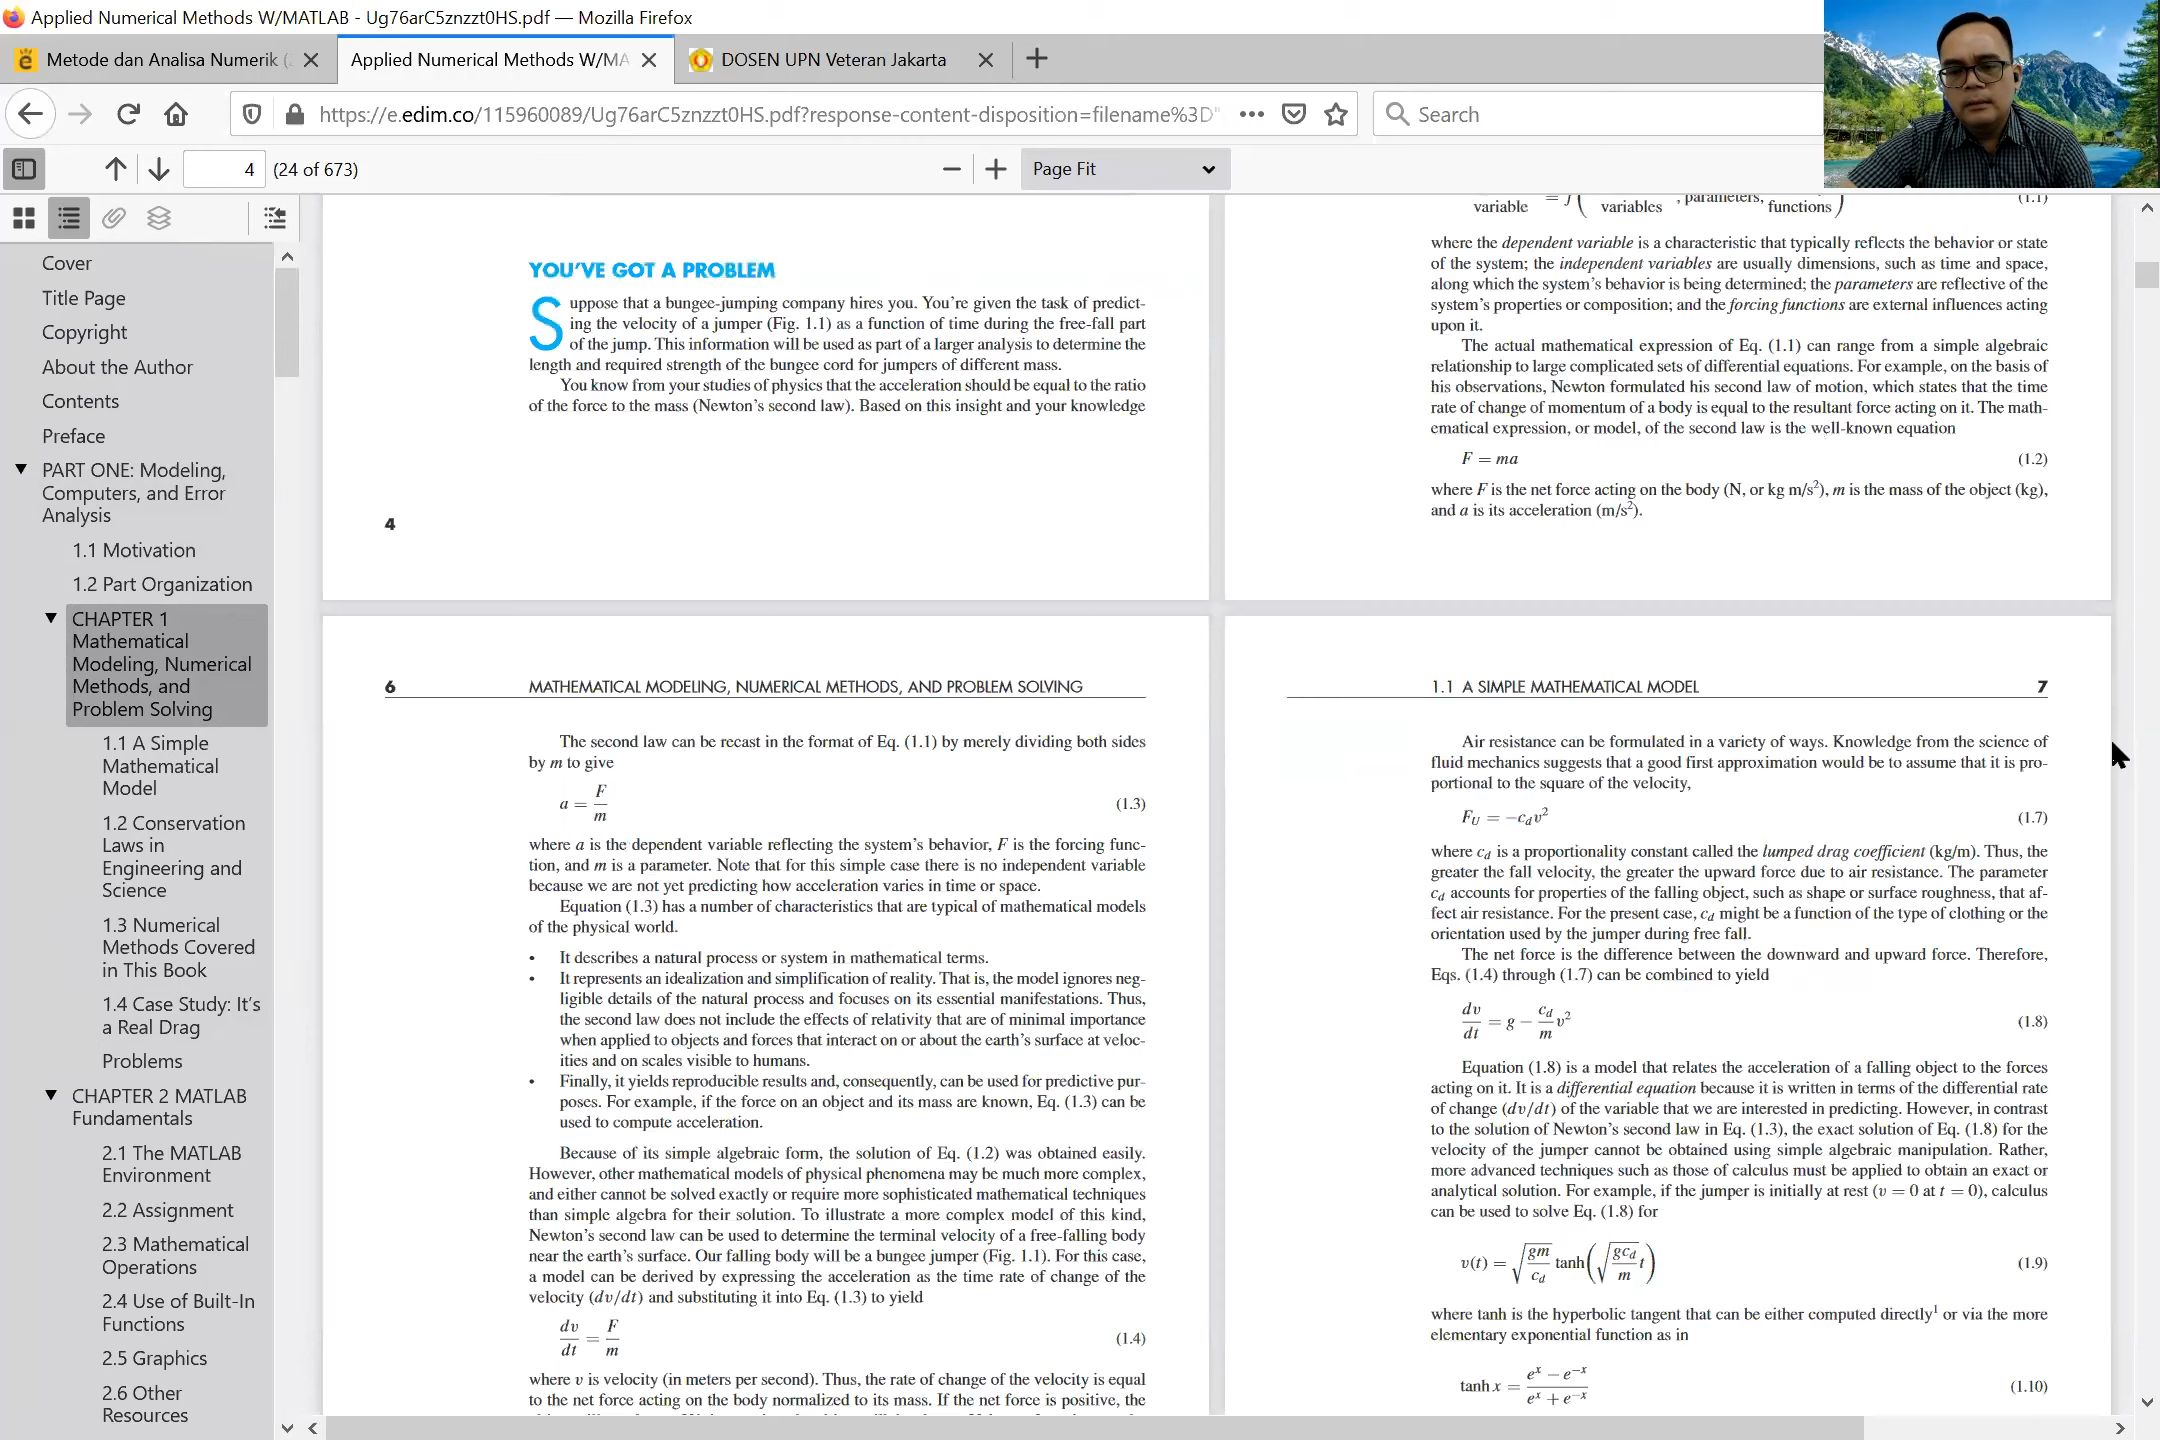 Applied Numerical Methods W/MATLAB - Ug76arC5znzzt0HS.pdf — Mozilla Firefox
Metode dan Analisa Numerik (
Applied Numerical Methods W/MA
DOSEN UPN Veteran Jakarta
https://e.edim.co/115960089/Ug76arC5znzzt0HS.pdf?response-content-disposition=filename%3D"
Search
4 (24 of 673)
Page Fit
Cover
Title Page
Copyright
About the Author
Contents
Preface
PART ONE: Modeling,
Computers, and Error
Analysis
1.1 Motivation
1.2 Part Organization
CHAPTER 1
Mathematical
Modeling, Numerical
Methods, and
Problem Solving
1.1 A Simple
Mathematical
Model
1.2 Conservation
Laws in
Engineering and
Science
1.3 Numerical
Methods Covered
in This Book
1.4 Case Study: It's
a Real Drag
Problems
CHAPTER 2 MATLAB
Fundamentals
2.1 The MATLAB
Environment
2.2 Assignment
2.3 Mathematical
Operations
2.4 Use of Built-In
Functions
2.5 Graphics
2.6 Other
Resources
YOU'VE GOT A PROBLEM
Suppose that a bungee-jumping company hires you. You're given the task of predict-
ing the velocity of a jumper (Fig. 1.1) as a function of time during the free-fall part
of the jump. This information will be used as part of a larger analysis to determine the
length and required strength of the bungee cord for jumpers of different mass.
You know from your studies of physics that the acceleration should be equal to the ratio
of the force to the mass (Newton's second law). Based on this insight and your knowledge
4
variable = f ( variables , parameters, functions ) (1.1)
where the dependent variable is a characteristic that typically reflects the behavior or state
of the system; the independent variables are usually dimensions, such as time and space,
along which the system's behavior is being determined; the parameters are reflective of the
system's properties or composition; and the forcing functions are external influences acting
upon it.
The actual mathematical expression of Eq. (1.1) can range from a simple algebraic
relationship to large complicated sets of differential equations. For example, on the basis of
his observations, Newton formulated his second law of motion, which states that the time
rate of change of momentum of a body is equal to the resultant force acting on it. The math-
ematical expression, or model, of the second law is the well-known equation
F = ma (1.2)
where F is the net force acting on the body (N, or kg m/s²), m is the mass of the object (kg),
and a is its acceleration (m/s²).
6 MATHEMATICAL MODELING, NUMERICAL METHODS, AND PROBLEM SOLVING
The second law can be recast in the format of Eq. (1.1) by merely dividing both sides
by m to give
a = F/m (1.3)
where a is the dependent variable reflecting the system's behavior, F is the forcing func-
tion, and m is a parameter. Note that for this simple case there is no independent variable
because we are not yet predicting how acceleration varies in time or space.
Equation (1.3) has a number of characteristics that are typical of mathematical models
of the physical world.
• It describes a natural process or system in mathematical terms.
• It represents an idealization and simplification of reality. That is, the model ignores neg-
ligible details of the natural process and focuses on its essential manifestations. Thus,
the second law does not include the effects of relativity that are of minimal importance
when applied to objects and forces that interact on or about the earth's surface at veloc-
ities and on scales visible to humans.
• Finally, it yields reproducible results and, consequently, can be used for predictive pur-
poses. For example, if the force on an object and its mass are known, Eq. (1.3) can be
used to compute acceleration.
Because of its simple algebraic form, the solution of Eq. (1.2) was obtained easily.
However, other mathematical models of physical phenomena may be much more complex,
and either cannot be solved exactly or require more sophisticated mathematical techniques
than simple algebra for their solution. To illustrate a more complex model of this kind,
Newton's second law can be used to determine the terminal velocity of a free-falling body
near the earth's surface. Our falling body will be a bungee jumper (Fig. 1.1). For this case,
a model can be derived by expressing the acceleration as the time rate of change of the
velocity (dv/dt) and substituting it into Eq. (1.3) to yield
dv/dt = F/m (1.4)
where v is velocity (in meters per second). Thus, the rate of change of the velocity is equal
to the net force acting on the body normalized to its mass. If the net force is positive, the
1.1 A SIMPLE MATHEMATICAL MODEL 7
Air resistance can be formulated in a variety of ways. Knowledge from the science of
fluid mechanics suggests that a good first approximation would be to assume that it is pro-
portional to the square of the velocity,
F_U = −c_d v² (1.7)
where c_d is a proportionality constant called the lumped drag coefficient (kg/m). Thus, the
greater the fall velocity, the greater the upward force due to air resistance. The parameter
c_d accounts for properties of the falling object, such as shape or surface roughness, that af-
fect air resistance. For the present case, c_d might be a function of the type of clothing or the
orientation used by the jumper during free fall.
The net force is the difference between the downward and upward force. Therefore,
Eqs. (1.4) through (1.7) can be combined to yield
dv/dt = g − c_d/m v² (1.8)
Equation (1.8) is a model that relates the acceleration of a falling object to the forces
acting on it. It is a differential equation because it is written in terms of the differential rate
of change (dv/dt) of the variable that we are interested in predicting. However, in contrast
to the solution of Newton's second law in Eq. (1.3), the exact solution of Eq. (1.8) for the
velocity of the jumper cannot be obtained using simple algebraic manipulation. Rather,
more advanced techniques such as those of calculus must be applied to obtain an exact or
analytical solution. For example, if the jumper is initially at rest (v = 0 at t = 0), calculus
can be used to solve Eq. (1.8) for
v(t) = √(gm/c_d) tanh(√(gc_d/m) t) (1.9)
where tanh is the hyperbolic tangent that can be either computed directly¹ or via the more
elementary exponential function as in
tanh x = (eˣ − e⁻ˣ)/(eˣ + e⁻ˣ) (1.10)